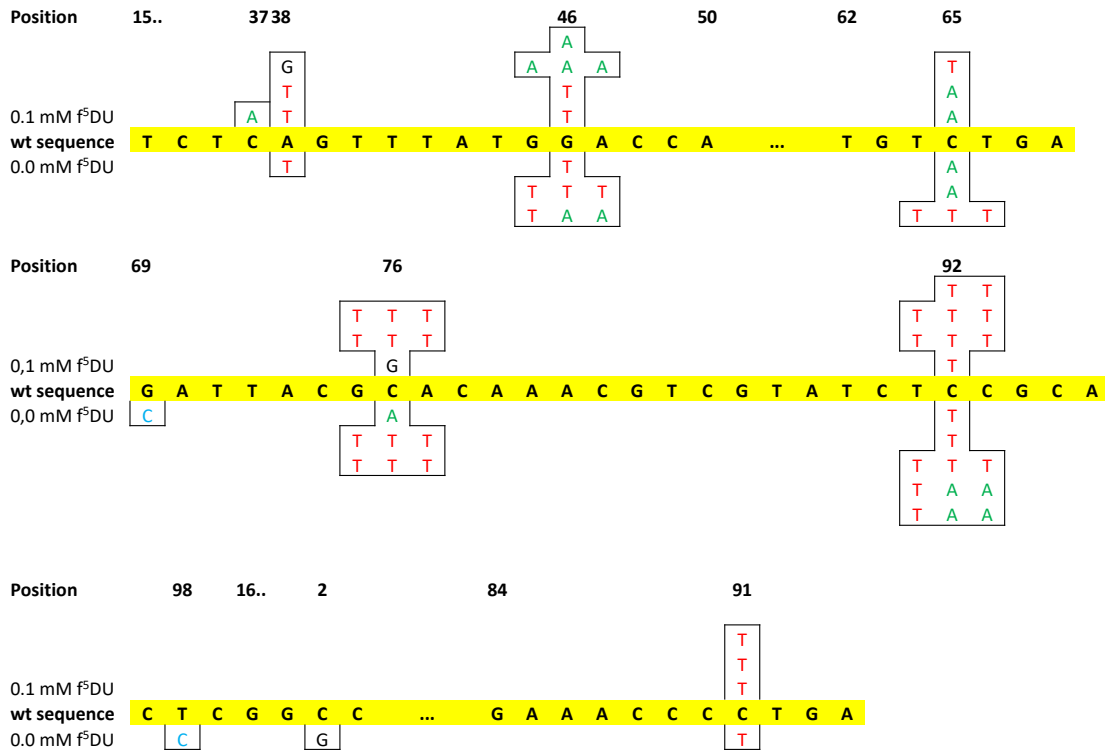 Position 15.. 37 38 46 50 62 65
A
G A A A T
T T A
0.1 mM f⁵DU A T T A
wt sequence T C T C A G T T T A T G G A C C A ... T G T C T G A
0.0 mM f⁵DU T T A
T T T A
T A A T T T
Position 69 76 92
T T
T T T T T T
T T T T T T
0,1 mM f⁵DU G T
wt sequence G A T T A C G C A C A A A C G T C G T A T C T C C G C A
0,0 mM f⁵DU C A T
T T T T
T T T T T T
T A A
T A A
Position 98 16.. 2 84 91
T
T
0.1 mM f⁵DU T
wt sequence C T C G G C C ... G A A A C C C C T G A
0.0 mM f⁵DU C G T